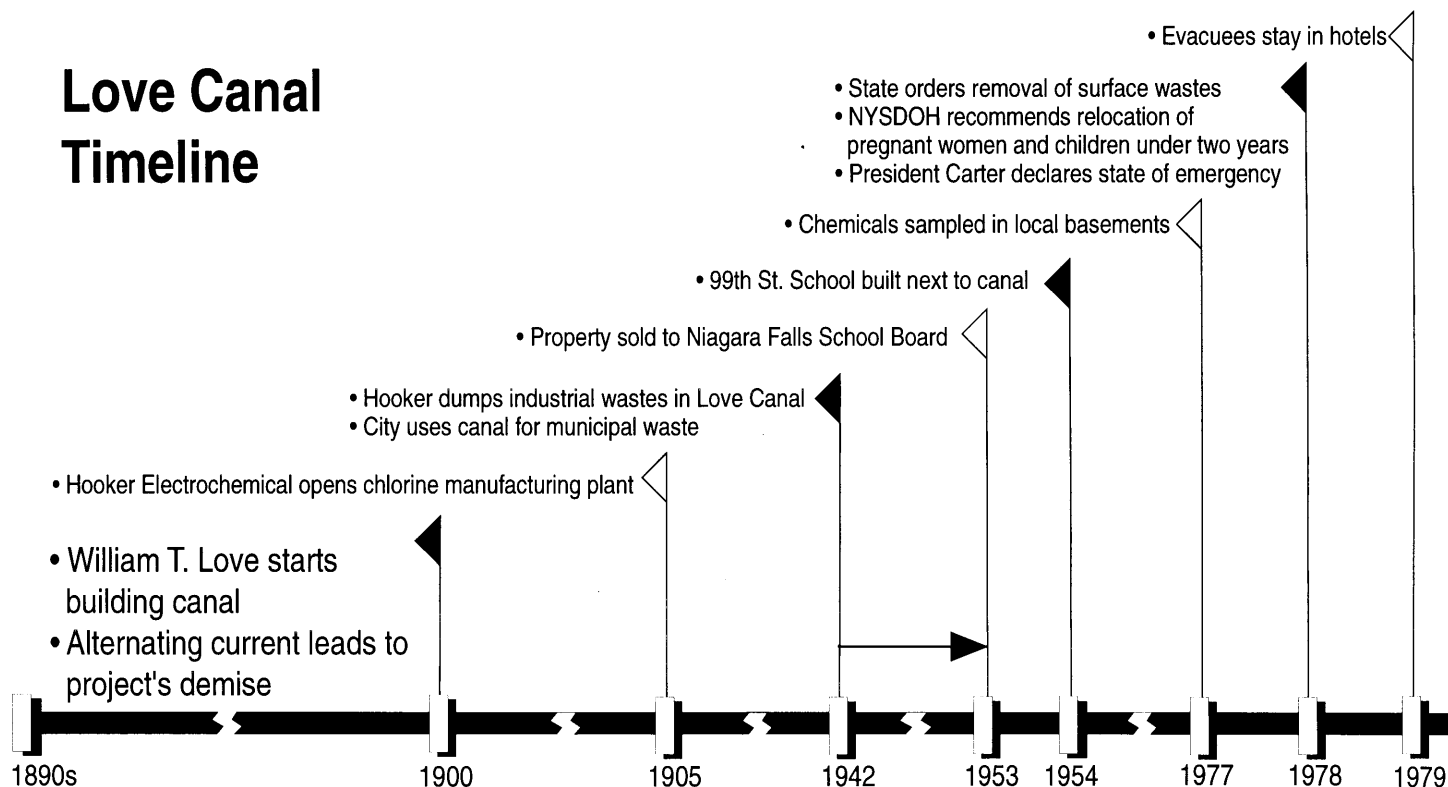 Love Canal
Timeline
• Evacuees stay in hotels
• State orders removal of surface wastes
• NYSDOH recommends relocation of
pregnant women and children under two years
• President Carter declares state of emergency
• Chemicals sampled in local basements
• 99th St. School built next to canal
• Property sold to Niagara Falls School Board
• Hooker dumps industrial wastes in Love Canal
• City uses canal for municipal waste
• Hooker Electrochemical opens chlorine manufacturing plant
• William T. Love starts
building canal
• Alternating current leads to
project's demise
1890s 1900 1905 1942 1953 1954 1977 1978 1979